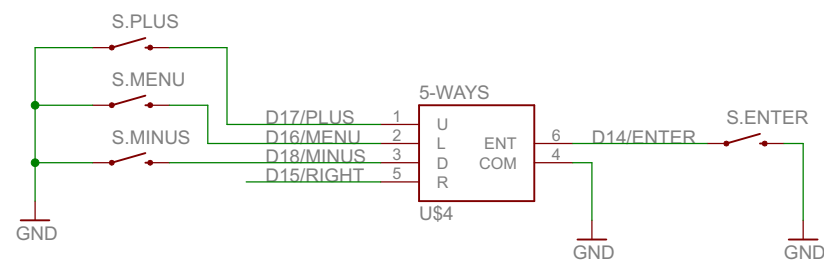 S.PLUS
S.MENU
5-WAYS
D17/PLUS 1 U
S.ENTER
S.MINUS
D16/MENU 2 L ENT 6 D14/ENTER
D18/MINUS 3 D COM 4
D15/RIGHT 5 R
U$4
GND
GND
GND